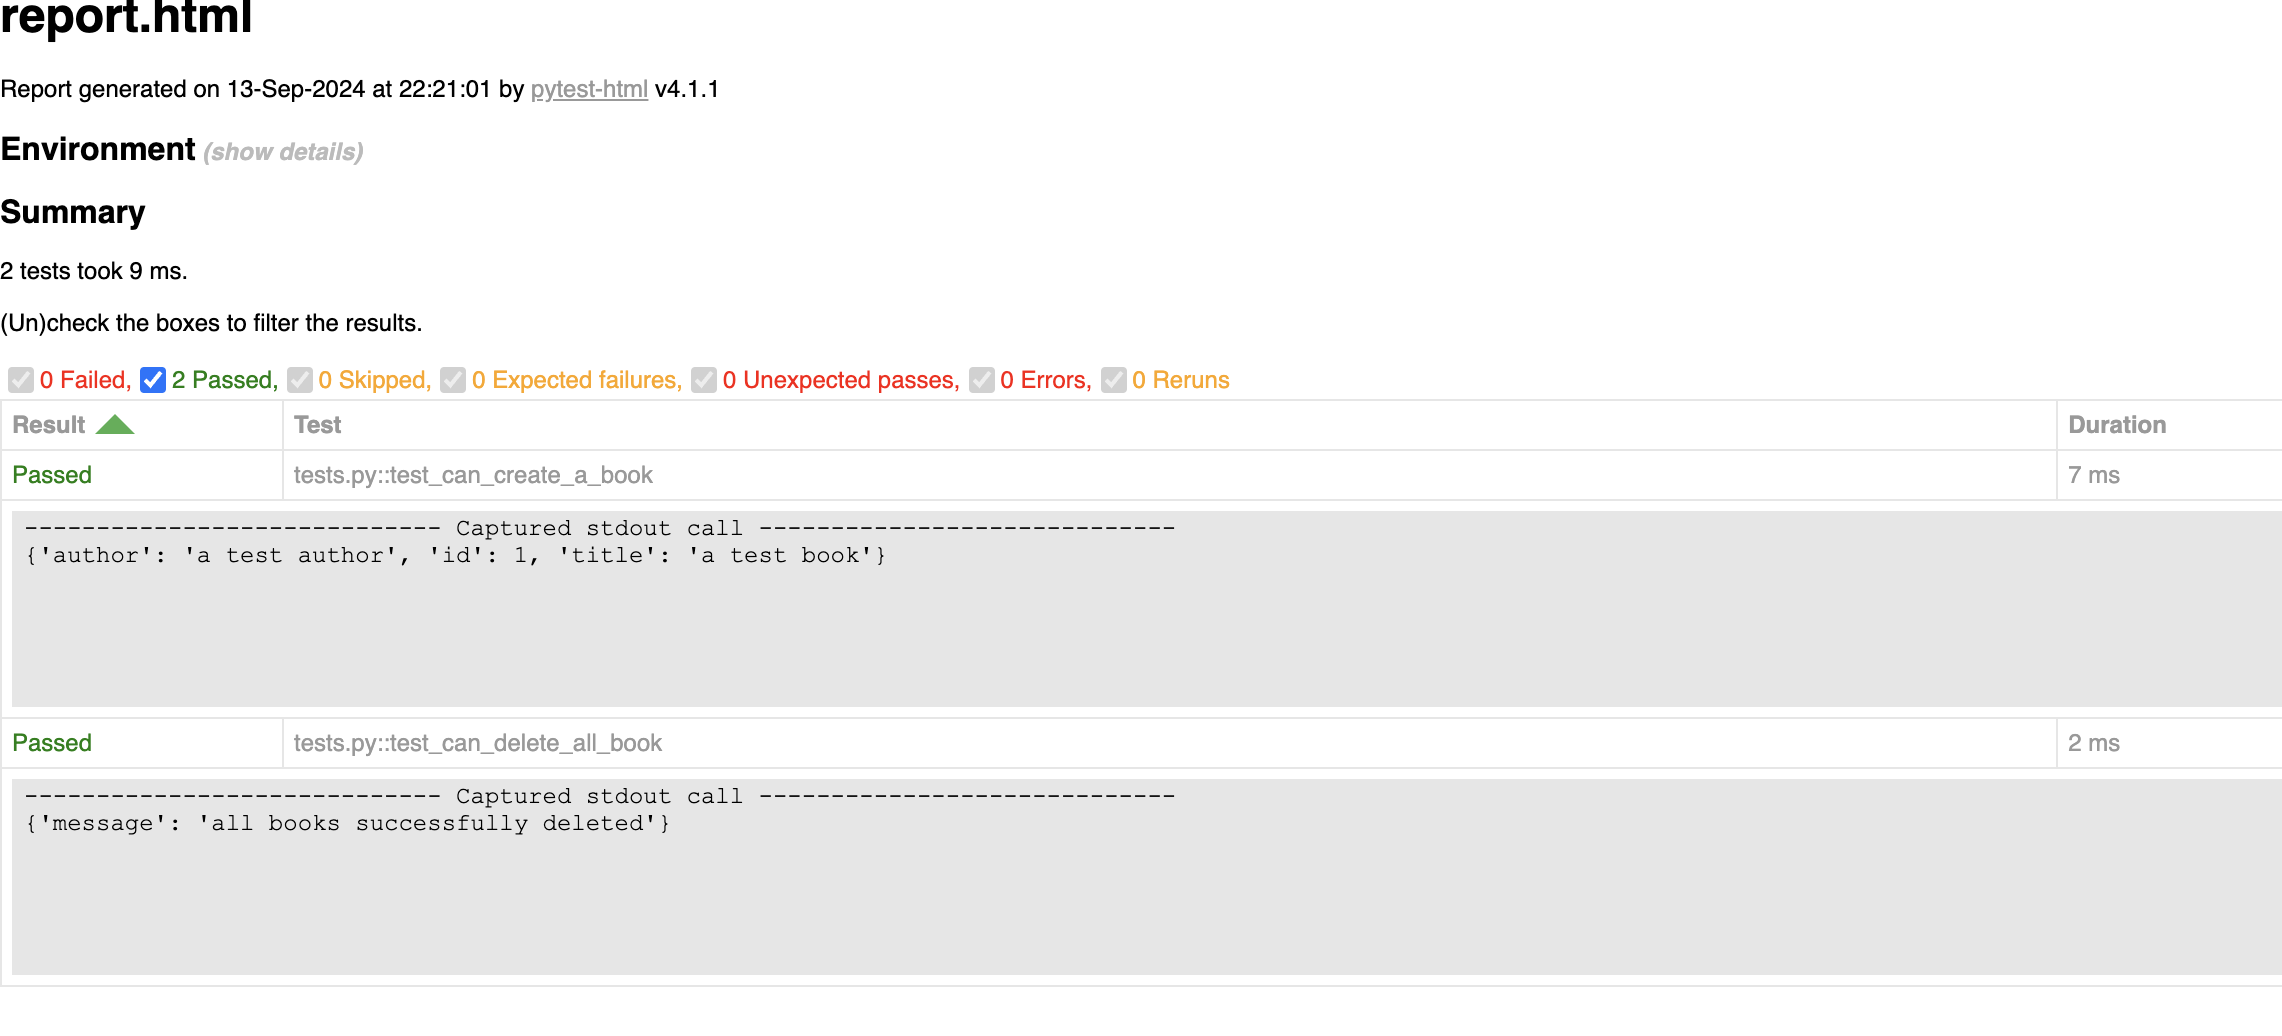 report.html
Report generated on 13-Sep-2024 at 22:21:01 by pytest-html v4.1.1
Environment (show details)
Summary
2 tests took 9 ms.
(Un)check the boxes to filter the results.
0 Failed, 2 Passed, 0 Skipped, 0 Expected failures, 0 Unexpected passes, 0 Errors, 0 Reruns
Result Test Duration
Passed tests.py::test_can_create_a_book 7 ms
----------------------------- Captured stdout call -----------------------------
{'author': 'a test author', 'id': 1, 'title': 'a test book'}
Passed tests.py::test_can_delete_all_book 2 ms
----------------------------- Captured stdout call -----------------------------
{'message': 'all books successfully deleted'}